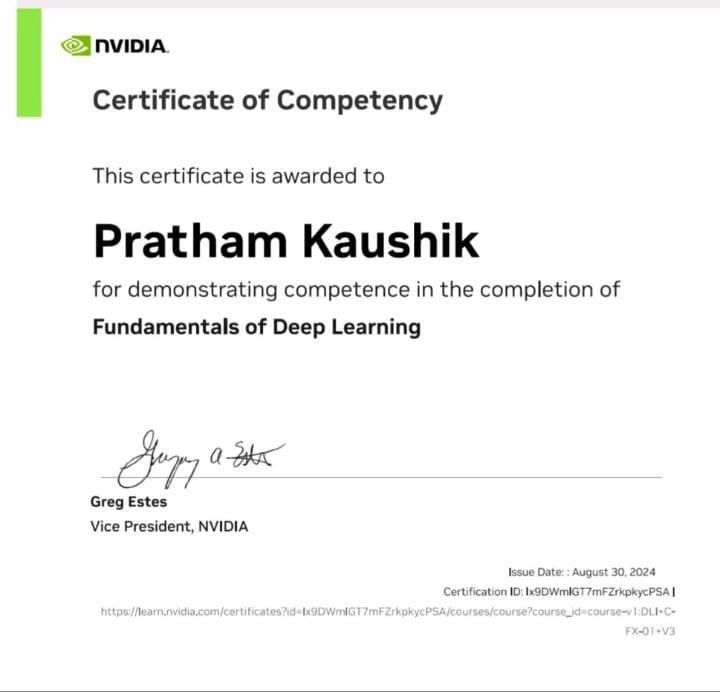 NVIDIA.
Certificate of Competency
This certificate is awarded to
Pratham Kaushik
for demonstrating competence in the completion of
Fundamentals of Deep Learning
Greg Estes
Vice President, NVIDIA
Issue Date: : August 30, 2024
Certification ID: lx9DWmlGT7mFZrkpkycPSA |
https://learn.nvidia.com/certificates?id=lx9DWmlGT7mFZrkpkycPSA/courses/course?course_id=course-v1:DLI+C-
FX-01+V3